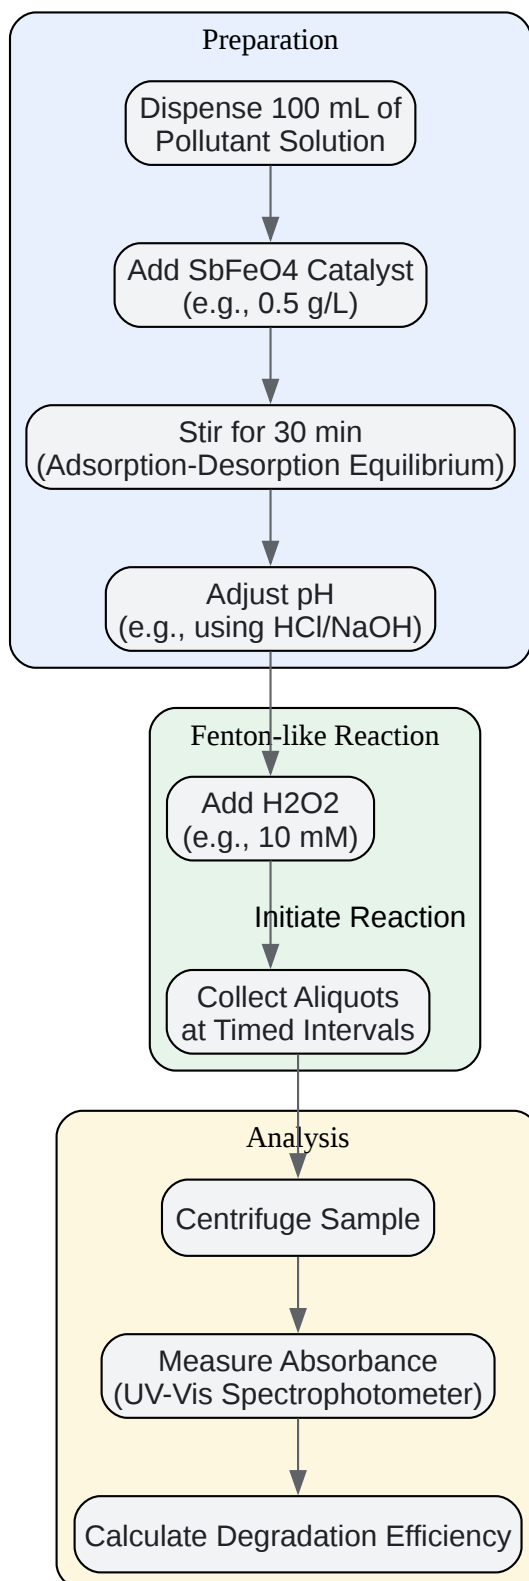 Preparation
Dispense 100 mL of
Pollutant Solution
Add SbFeO4 Catalyst
(e.g., 0.5 g/L)
Stir for 30 min
(Adsorption-Desorption Equilibrium)
Adjust pH
(e.g., using HCl/NaOH)
Fenton-like Reaction
Add H2O2
(e.g., 10 mM)
Initiate Reaction
Collect Aliquots
at Timed Intervals
Analysis
Centrifuge Sample
Measure Absorbance
(UV-Vis Spectrophotometer)
Calculate Degradation Efficiency